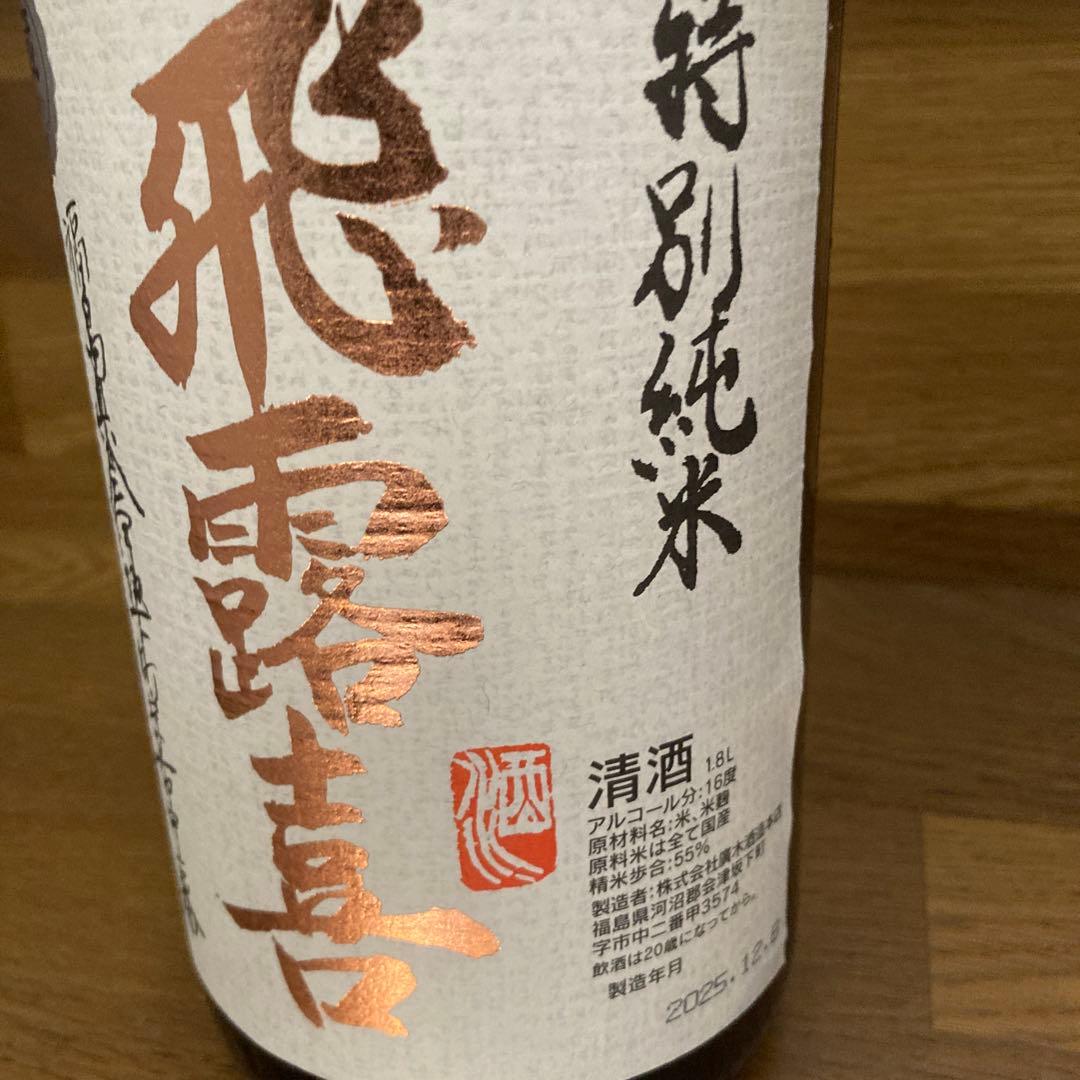 特別純米
飛露喜
酒
清酒 1.8L
アルコール分:16度
原材料名:米、米麹
原料米は全て国産
精米歩合:55%
製造者:株式会社廣木酒造本店
福島県河沼郡会津坂下町
字市中二番甲3574
飲酒は20歳になってから。
製造年月
2025.12.